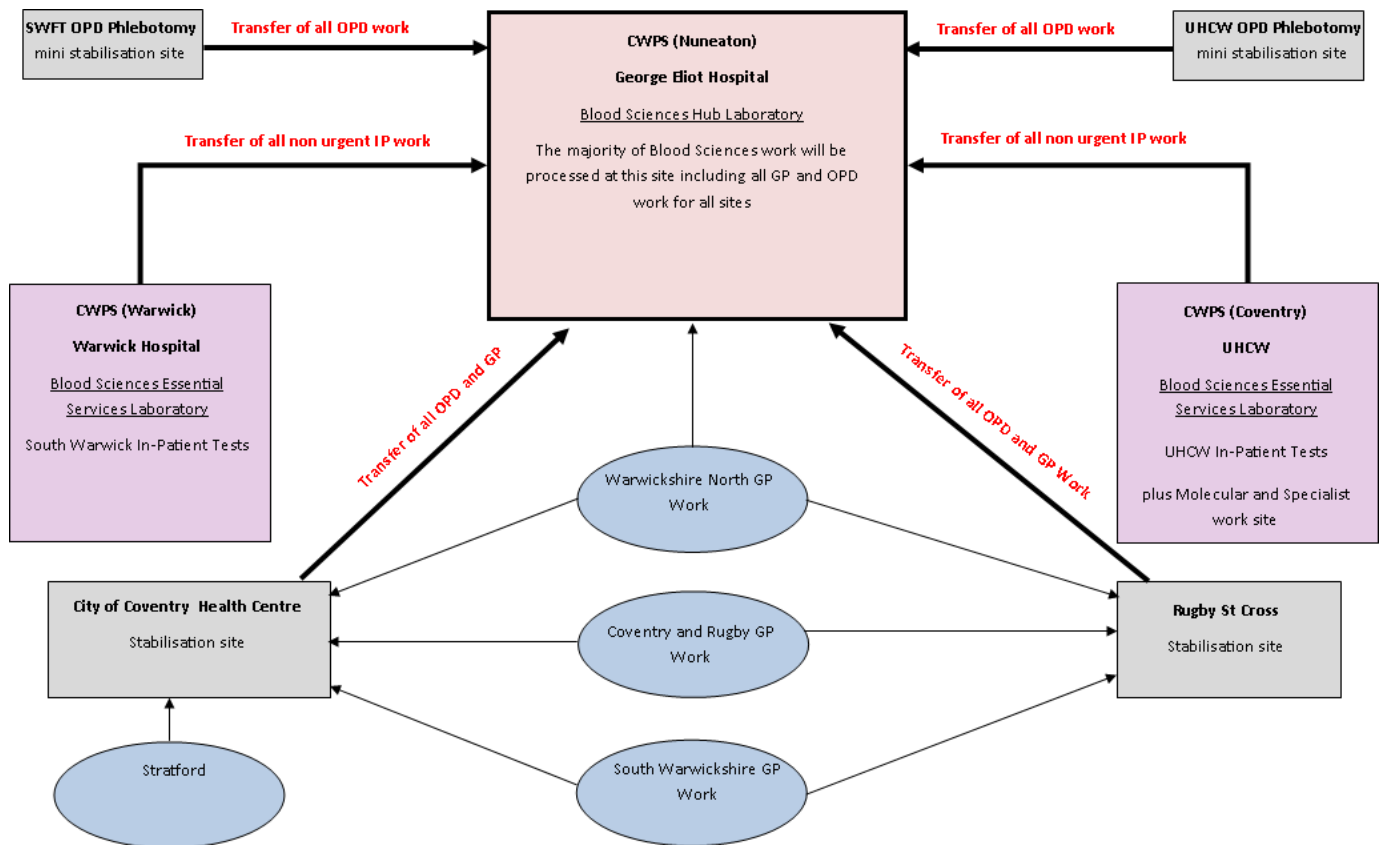 SWFT OPD Phlebotomy
mini stabilisation site
Transfer of all OPD work
CWPS (Nuneaton)
George Eliot Hospital
Blood Sciences Hub Laboratory
The majority of Blood Sciences work will be
processed at this site including all GP and OPD
work for all sites
Transfer of all OPD work
UHCW OPD Phlebotomy
mini stabilisation site
Transfer of all non urgent IP work
Transfer of all non urgent IP work
CWPS (Warwick)
Warwick Hospital
Blood Sciences Essential
Services Laboratory
South Warwick In-Patient Tests
CWPS (Coventry)
UHCW
Blood Sciences Essential
Services Laboratory
UHCW In-Patient Tests
plus Molecular and Specialist
work site
Transfer of all OPD and GP
Transfer of all OPD and GP Work
Warwickshire North GP
Work
City of Coventry Health Centre
Stabilisation site
Coventry and Rugby GP
Work
Rugby St Cross
Stabilisation site
Stratford
South Warwickshire GP
Work